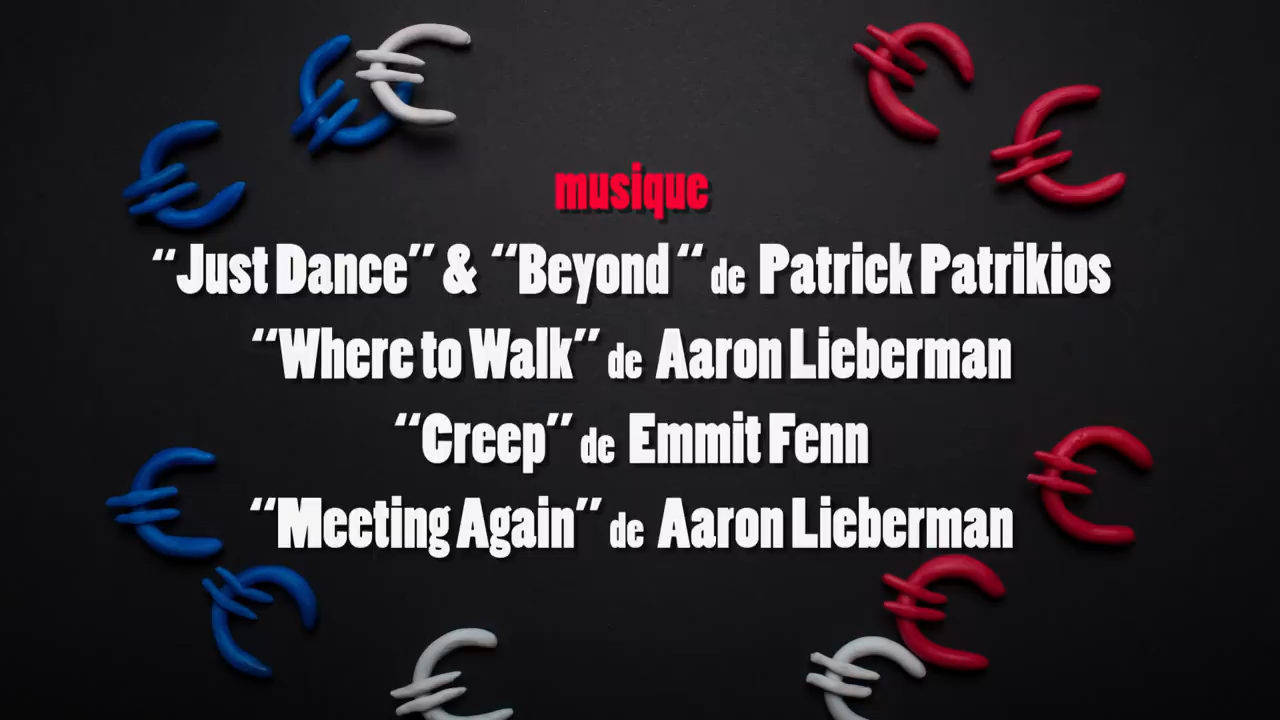 musique
“Just Dance” & “Beyond “ de Patrick Patrikios
“Where to Walk” de Aaron Lieberman
“Creep” de Emmit Fenn
“Meeting Again” de Aaron Lieberman